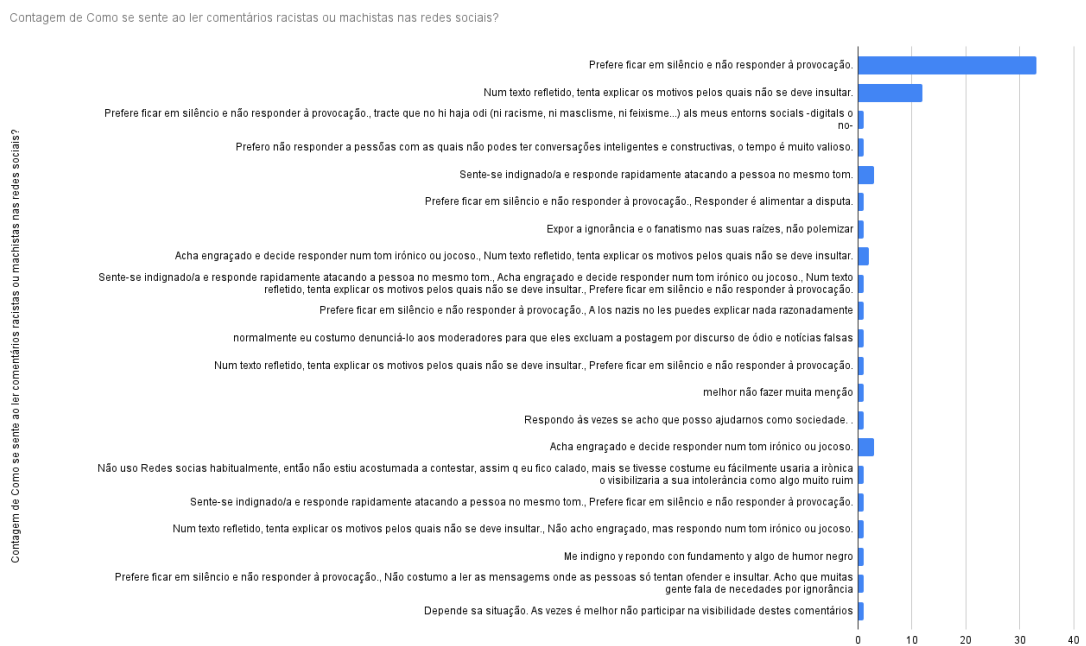 Contagem de Como se sente ao ler comentários racistas ou machistas nas redes sociais?
Contagem de Como se sente ao ler comentários racistas ou machistas nas redes sociais?
Prefere ficar em silêncio e não responder à provocação.
Num texto refletido, tenta explicar os motivos pelos quais não se deve insultar.
Prefere ficar em silêncio e não responder à provocação., tracte que no hi haja odi (ni racisme, ni masclisme, ni feixisme...) als meus entorns socials -digitals o
no-
Prefero não responder a pessõas com as quais não podes ter conversações inteligentes e constructivas, o tempo é muito valioso.
Sente-se indignado/a e responde rapidamente atacando a pessoa no mesmo tom.
Prefere ficar em silêncio e não responder à provocação., Responder é alimentar a disputa.
Expor a ignorância e o fanatismo nas suas raízes, não polemizar
Acha engraçado e decide responder num tom irónico ou jocoso., Num texto refletido, tenta explicar os motivos pelos quais não se deve insultar.
Sente-se indignado/a e responde rapidamente atacando a pessoa no mesmo tom., Acha engraçado e decide responder num tom irónico ou jocoso., Num texto
refletido, tenta explicar os motivos pelos quais não se deve insultar., Prefere ficar em silêncio e não responder à provocação.
Prefere ficar em silêncio e não responder à provocação., A los nazis no les puedes explicar nada razonadamente
normalmente eu costumo denunciá-lo aos moderadores para que eles excluam a postagem por discurso de ódio e notícias falsas
Num texto refletido, tenta explicar os motivos pelos quais não se deve insultar., Prefere ficar em silêncio e não responder à provocação.
melhor não fazer muita menção
Respondo às vezes se acho que posso ajudarnos como sociedade. .
Acha engraçado e decide responder num tom irónico ou jocoso.
Não uso Redes socias habitualmente, então não estiu acostumada a contestar, assim q eu fico calado, mais se tivesse costume eu fácilmente usaria a irònica
o visibilizaria a sua intolerância como algo muito ruim
Sente-se indignado/a e responde rapidamente atacando a pessoa no mesmo tom., Prefere ficar em silêncio e não responder à provocação.
Num texto refletido, tenta explicar os motivos pelos quais não se deve insultar., Não acho engraçado, mas respondo num tom irónico ou jocoso.
Me indigno y repondo con fundamento y algo de humor negro
Prefere ficar em silêncio e não responder à provocação., Não costumo a ler as mensagems onde as pessoas só tentan ofender e insultar. Acho que muitas
gente fala de necedades por ignorância
Depende sa situação. As vezes é melhor não participar na visibilidade destes comentários
0 10 20 30 40